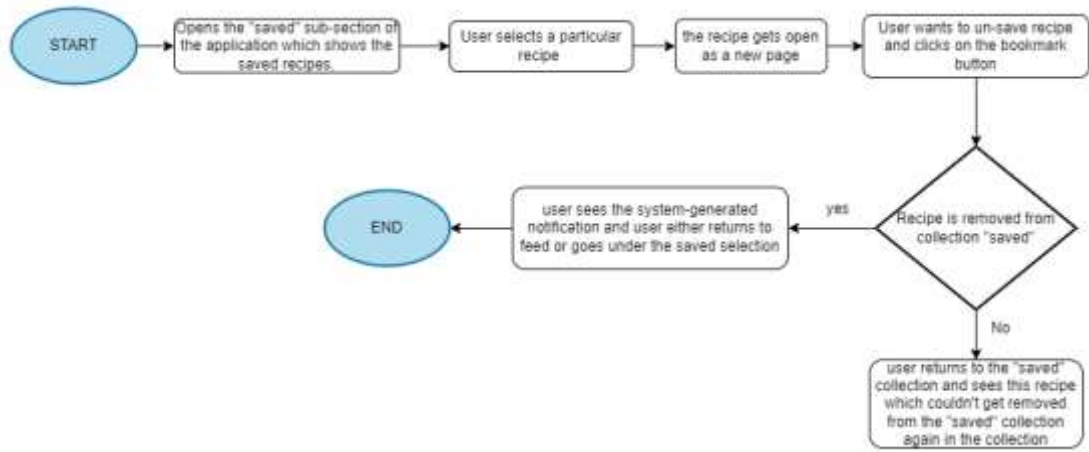 START
Opens the "saved" sub-section of
the application which shows the
saved recipes.
User selects a particular
recipe
the recipe gets open
as a new page
User wants to un-save recipe
and clicks on the bookmark
button
Recipe is removed from
collection "saved"
yes
user sees the system-generated
notification and user either returns to
feed or goes under the saved selection
END
No
user returns to the "saved"
collection and sees this recipe
which couldn't get removed
from the "saved" collection
again in the collection